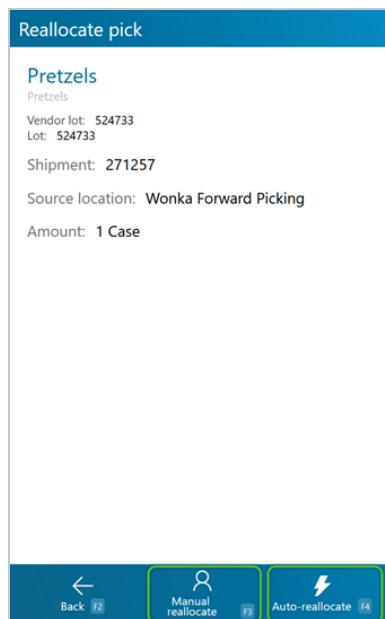 Reallocate pick
Pretzels
Pretzels
Vendor lot: 524733
Lot: 524733
Shipment: 271257
Source location: Wonka Forward Picking
Amount: 1 Case
Back F2
Manual
reallocate F3
Auto-reallocate F4